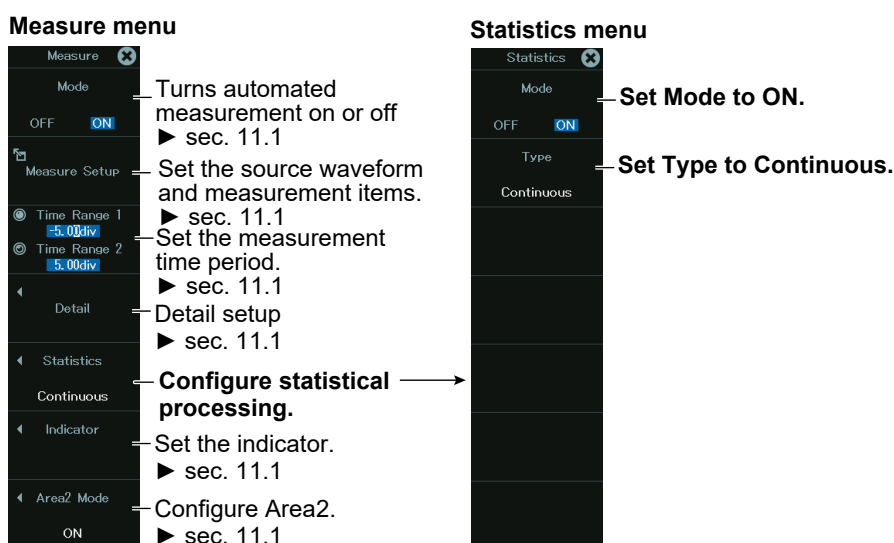 Measure menu
Measure
Mode
OFF ON
Measure Setup
Time Range 1
-5.00div
Time Range 2
5.00div
Detail
Statistics
Continuous
Indicator
Area2 Mode
ON
Turns automated
measurement on or off
► sec. 11.1
Set the source waveform
and measurement items.
► sec. 11.1
Set the measurement
time period.
► sec. 11.1
Detail setup
► sec. 11.1
Configure statistical
processing.
Set the indicator.
► sec. 11.1
Configure Area2.
► sec. 11.1
Statistics menu
Statistics
Mode
OFF ON
Type
Continuous
Set Mode to ON.
Set Type to Continuous.